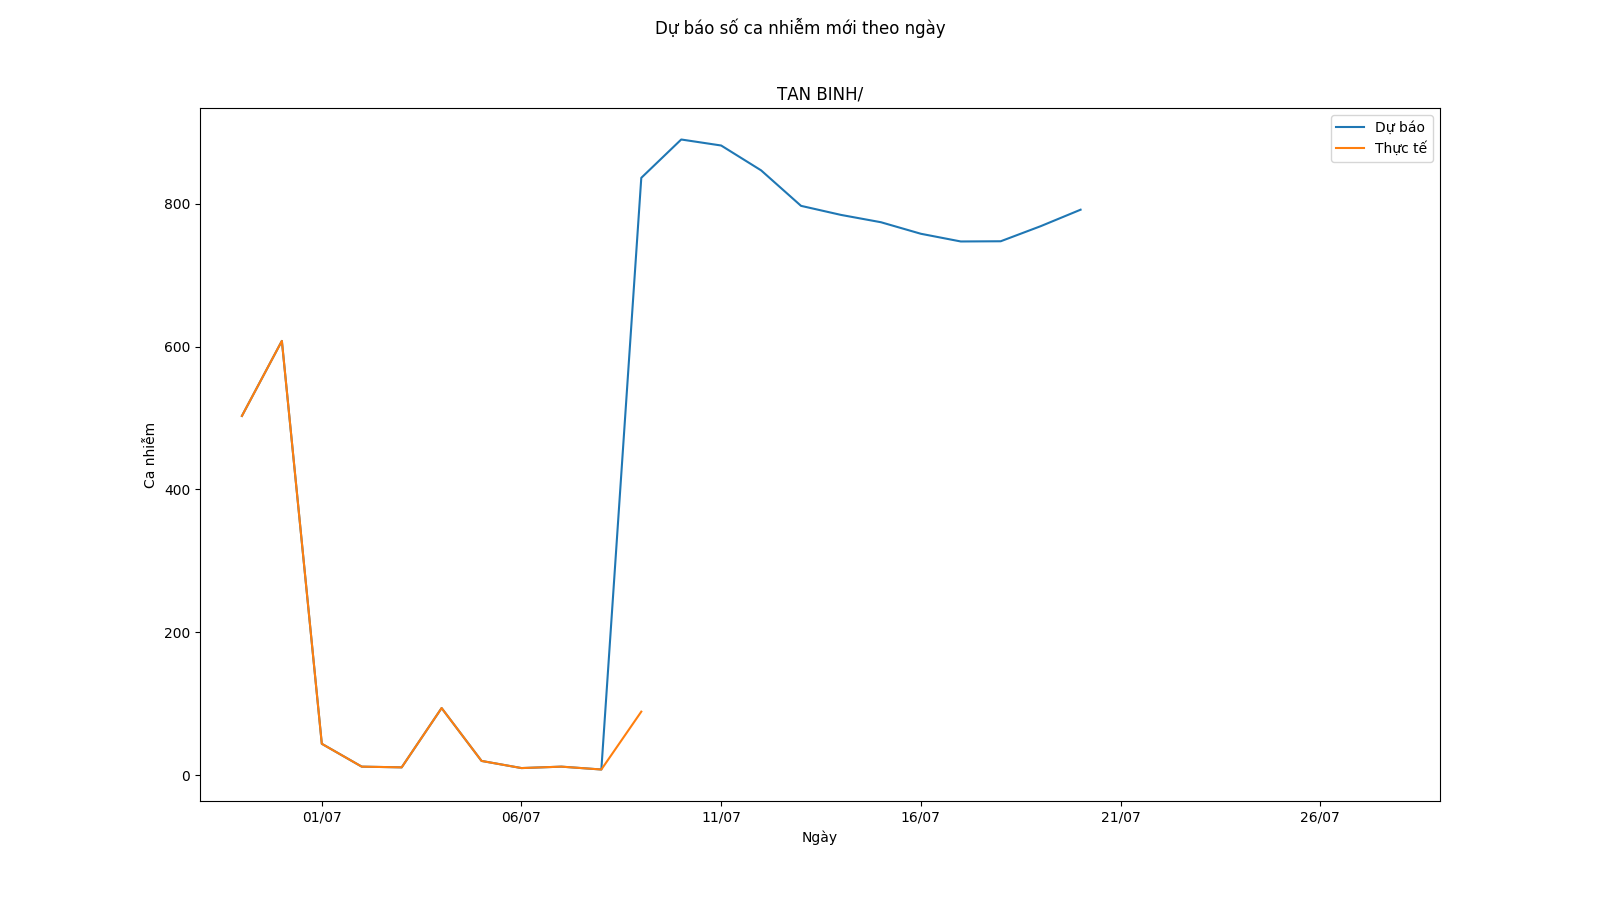 Dự báo số ca nhiễm mới theo ngày
TAN BINH/
Dự báo
Thực tế
800
600
400
200
0
Ca nhiễm
01/07
06/07
11/07
16/07
21/07
26/07
Ngày